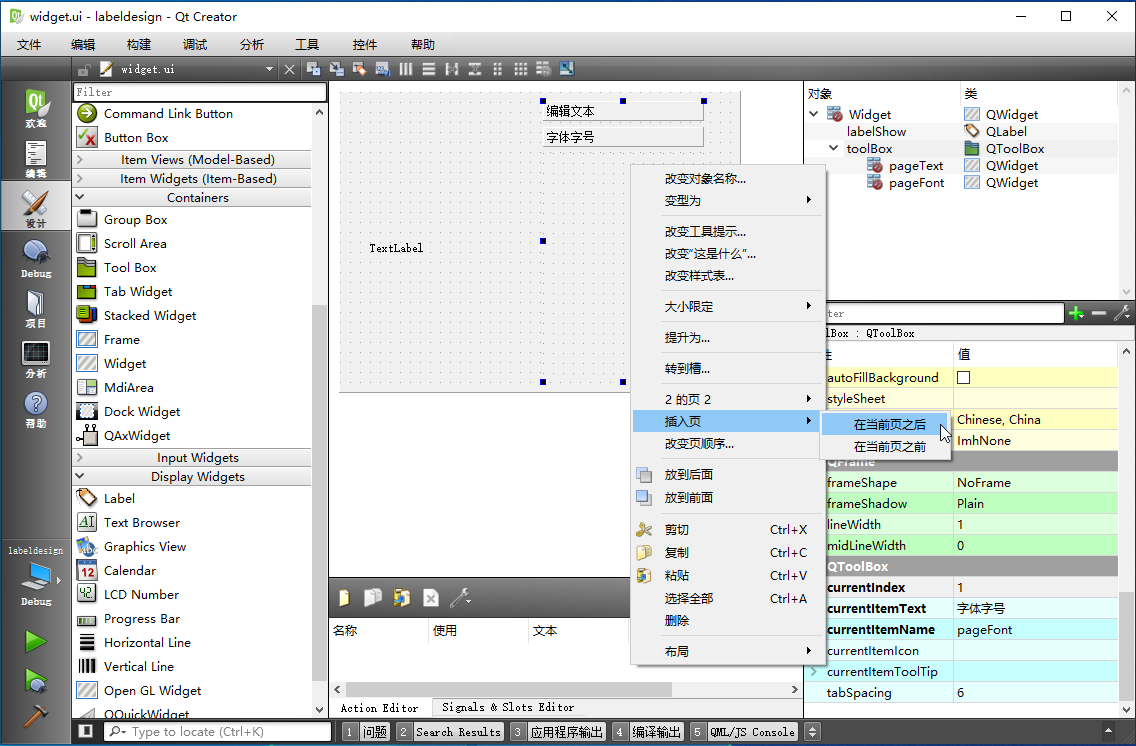 widget.ui - labeldesign - Qt Creator
文件 编辑 构建 调试 分析 工具 控件 帮助
widget.ui
欢迎
编辑
设计
Debug
项目
分析
帮助
labeldesign
Debug
Filter
Command Link Button
Button Box
Item Views (Model-Based)
Item Widgets (Item-Based)
Containers
Group Box
Scroll Area
Tool Box
Tab Widget
Stacked Widget
Frame
Widget
MdiArea
Dock Widget
QAxWidget
Input Widgets
Display Widgets
Label
Text Browser
Graphics View
Calendar
LCD Number
Progress Bar
Horizontal Line
Vertical Line
Open GL Widget
QQuickWidget
编辑文本
字体字号
TextLabel
改变对象名称...
变型为
改变工具提示...
改变“这是什么”...
改变样式表...
大小限定
提升为...
转到槽...
2 的页 2
插入页
改变页顺序...
放到后面
放到前面
剪切 Ctrl+X
复制 Ctrl+C
粘贴 Ctrl+V
选择全部 Ctrl+A
删除
布局
在当前页之后
在当前页之前
名称 使用 文本
Action Editor Signals & Slots Editor
对象 类
Widget QWidget
labelShow QLabel
toolBox QToolBox
pageText QWidget
pageFont QWidget
ter
lBox : QToolBox
性 值
autoFillBackground
styleSheet
Chinese, China
ImhNone
QFrame
frameShape NoFrame
frameShadow Plain
lineWidth 1
midLineWidth 0
QToolBox
currentIndex 1
currentItemText 字体字号
currentItemName pageFont
currentItemIcon
currentItemToolTip
tabSpacing 6
Type to locate (Ctrl+K)
1 问题 2 Search Results 3 应用程序输出 4 编译输出 5 QML/JS Console